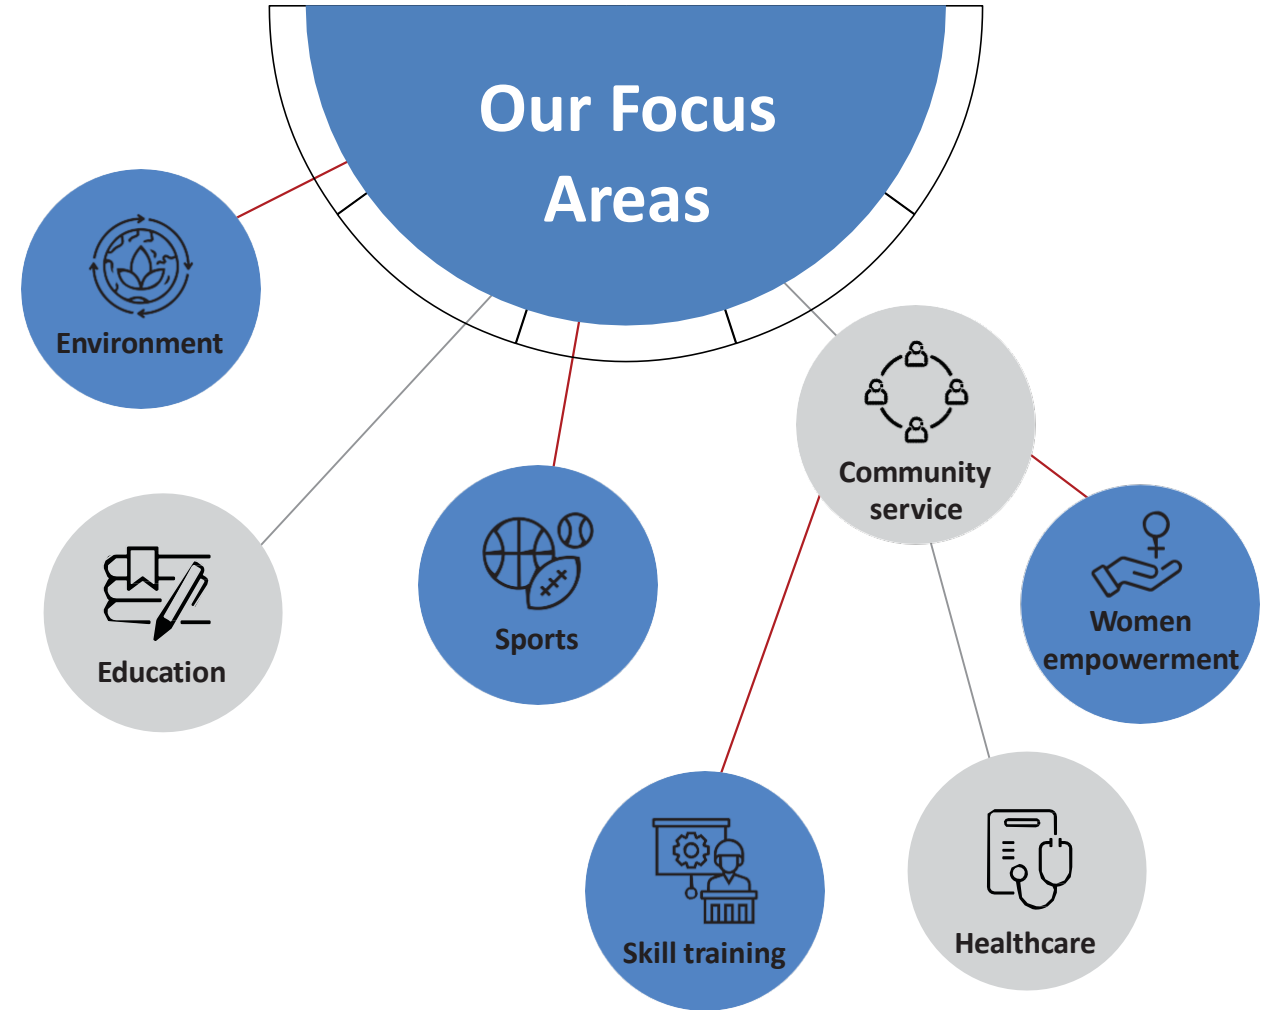 Our Focus
Areas
Environment
Education
Sports
Community
service
Women
empowerment
Skill training
Healthcare